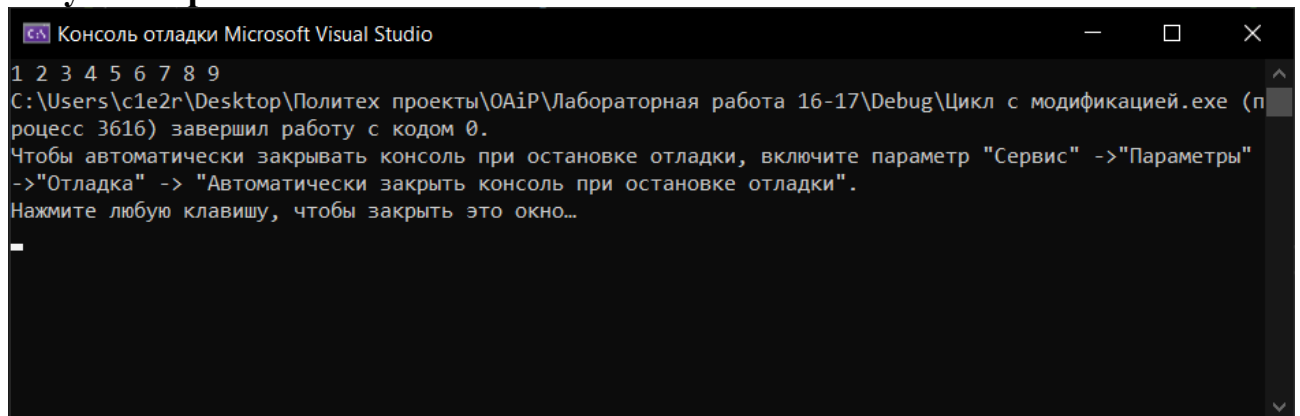 Консоль отладки Microsoft Visual Studio
1 2 3 4 5 6 7 8 9
C:\Users\c1e2r\Desktop\Политех проекты\OAiP\Лабораторная работа 16-17\Debug\Цикл с модификацией.exe (п
роцесс 3616) завершил работу с кодом 0.
Чтобы автоматически закрывать консоль при остановке отладки, включите параметр "Сервис" ->"Параметры"
->"Отладка" -> "Автоматически закрыть консоль при остановке отладки".
Нажмите любую клавишу, чтобы закрыть это окно…